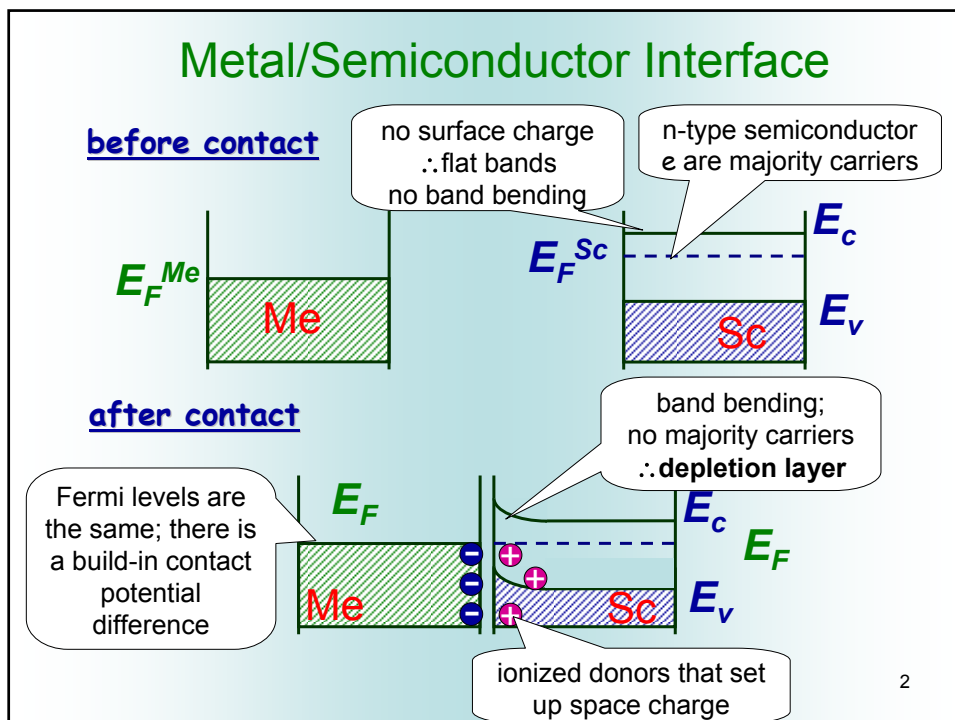 Metal/Semiconductor Interface
before contact
no surface charge
∴flat bands
no band bending
n-type semiconductor
e are majority carriers
E_F^Me
Me
E_F^Sc
E_c
E_v
Sc
after contact
band bending;
no majority carriers
∴depletion layer
Fermi levels are
the same; there is
a build-in contact
potential
difference
E_F
Me
− + − + − +
E_c
E_F
E_v
Sc
ionized donors that set
up space charge
2